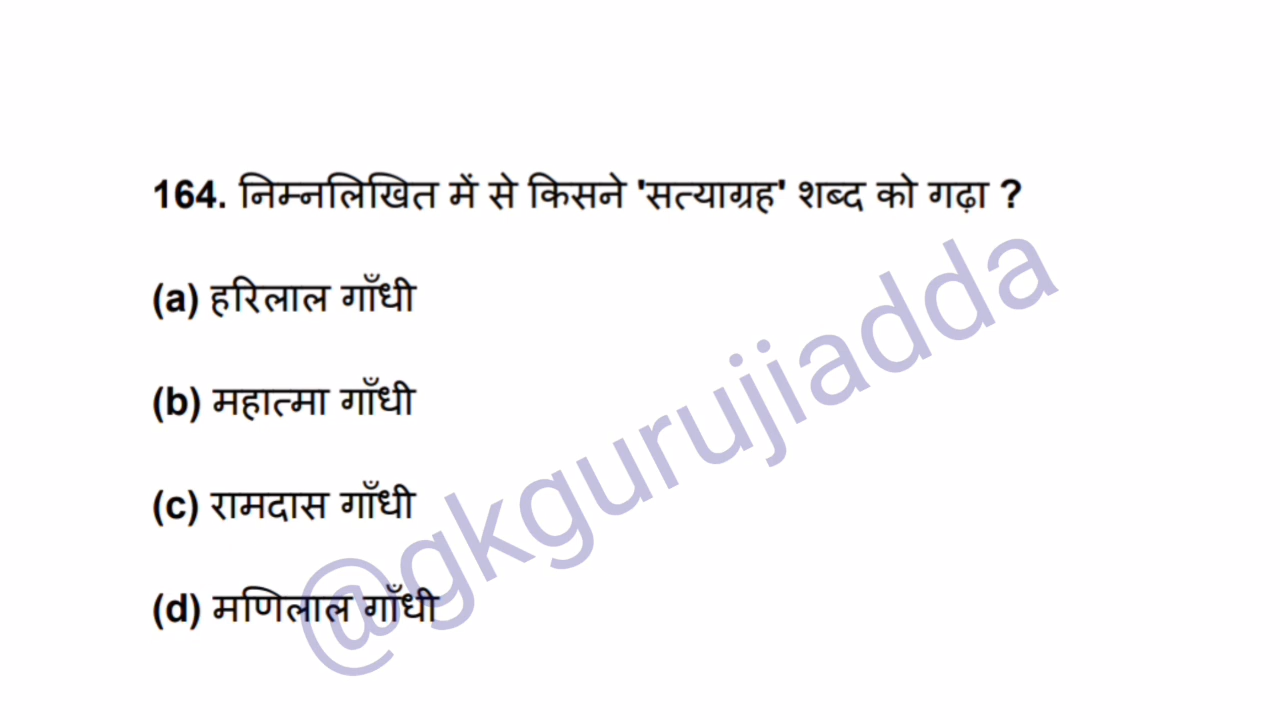 164. निम्नलिखित में से किसने 'सत्याग्रह' शब्द को गढ़ा ?
(a) हरिलाल गाँधी
(b) महात्मा गाँधी
(c) रामदास गाँधी
(d) मणिलाल गाँधी
@gkgurujiadda